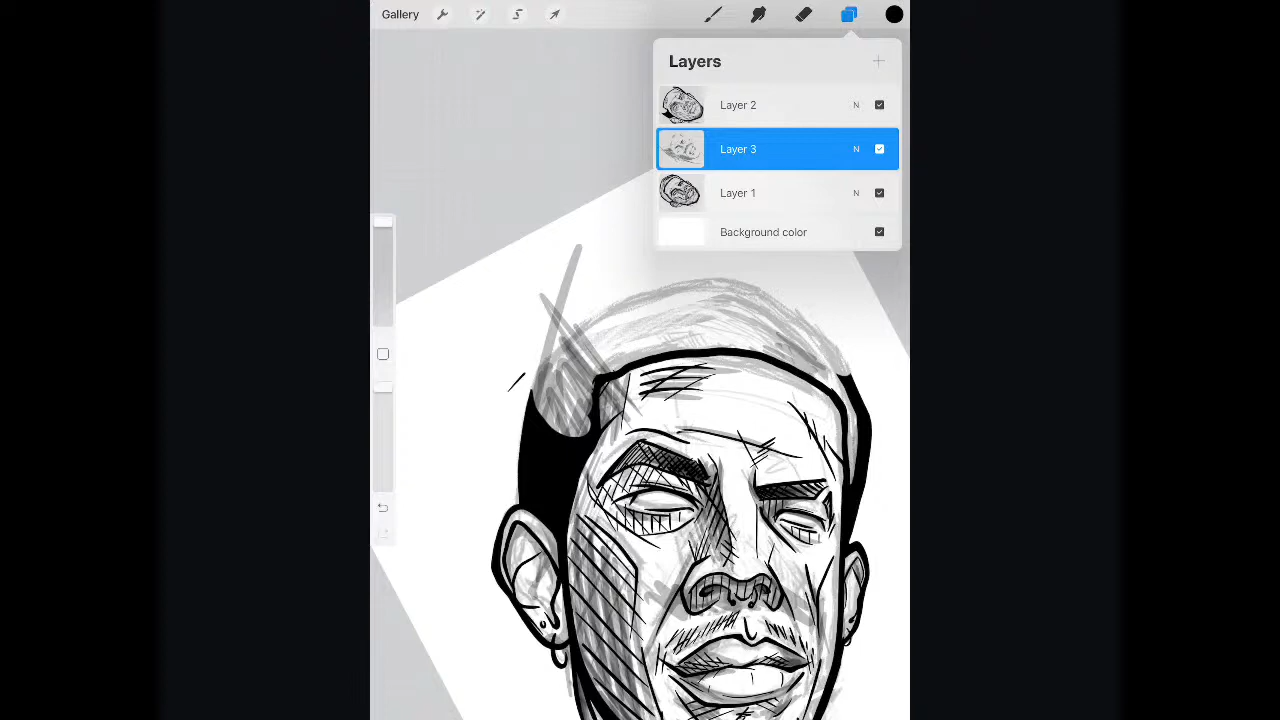 Gallery
Layers
Layer 2 N
Layer 3 N
Layer 1 N
Background color